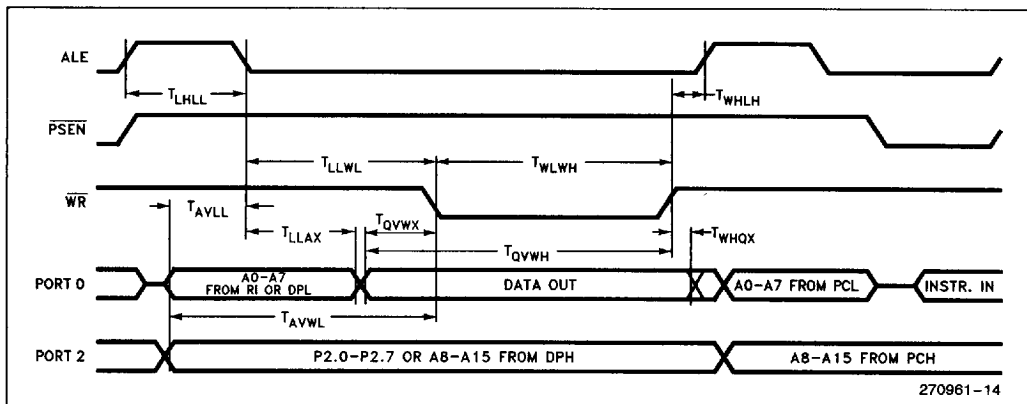 ALE
T_LHLL
T_WHLH
PSEN
T_LLWL
T_WLWH
WR
T_AVLL
T_LLAX
T_QVWX
T_QVWH
T_WHQX
PORT 0
A0-A7
FROM RI OR DPL
DATA OUT
A0-A7 FROM PCL
INSTR. IN
T_AVWL
PORT 2
P2.0-P2.7 OR A8-A15 FROM DPH
A8-A15 FROM PCH
270961-14